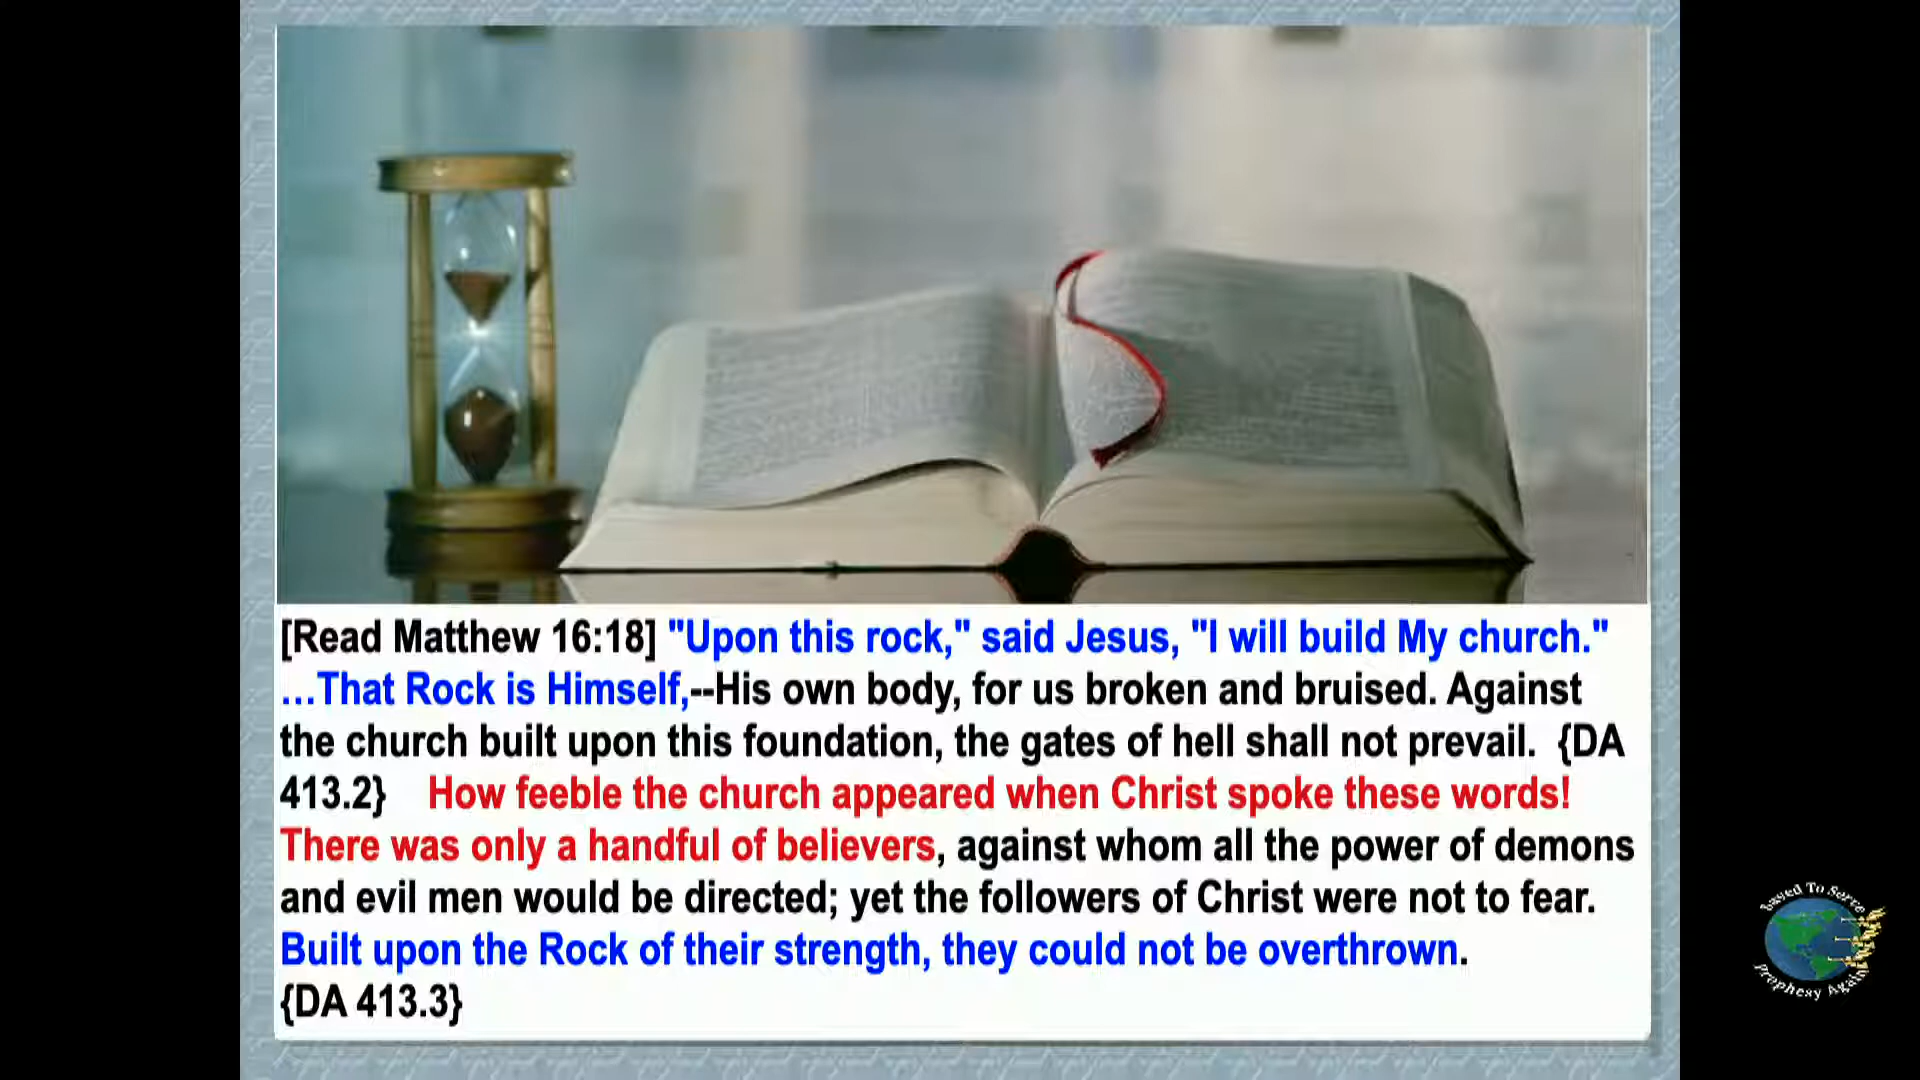 [Read Matthew 16:18] "Upon this rock," said Jesus, "I will build My church."
…That Rock is Himself,--His own body, for us broken and bruised. Against
the church built upon this foundation, the gates of hell shall not prevail. {DA
413.2} How feeble the church appeared when Christ spoke these words!
There was only a handful of believers, against whom all the power of demons
and evil men would be directed; yet the followers of Christ were not to fear.
Built upon the Rock of their strength, they could not be overthrown.
{DA 413.3}
based To Serve
Prophesy Again